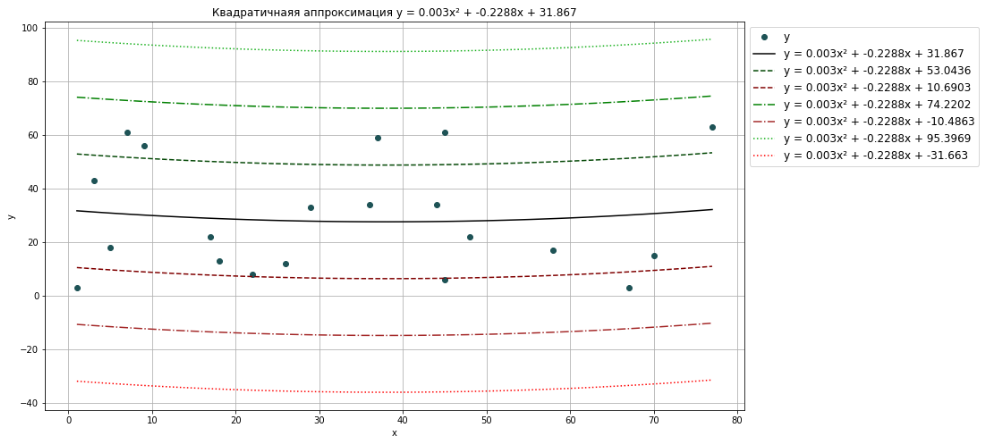 Квадратичнаяя аппроксимация y = 0.003x² + -0.2288x + 31.867
100
80
60
40
20
0
−20
−40
y
0
10
20
30
40
50
60
70
80
x
y
y = 0.003x² + -0.2288x + 31.867
y = 0.003x² + -0.2288x + 53.0436
y = 0.003x² + -0.2288x + 10.6903
y = 0.003x² + -0.2288x + 74.2202
y = 0.003x² + -0.2288x + -10.4863
y = 0.003x² + -0.2288x + 95.3969
y = 0.003x² + -0.2288x + -31.663